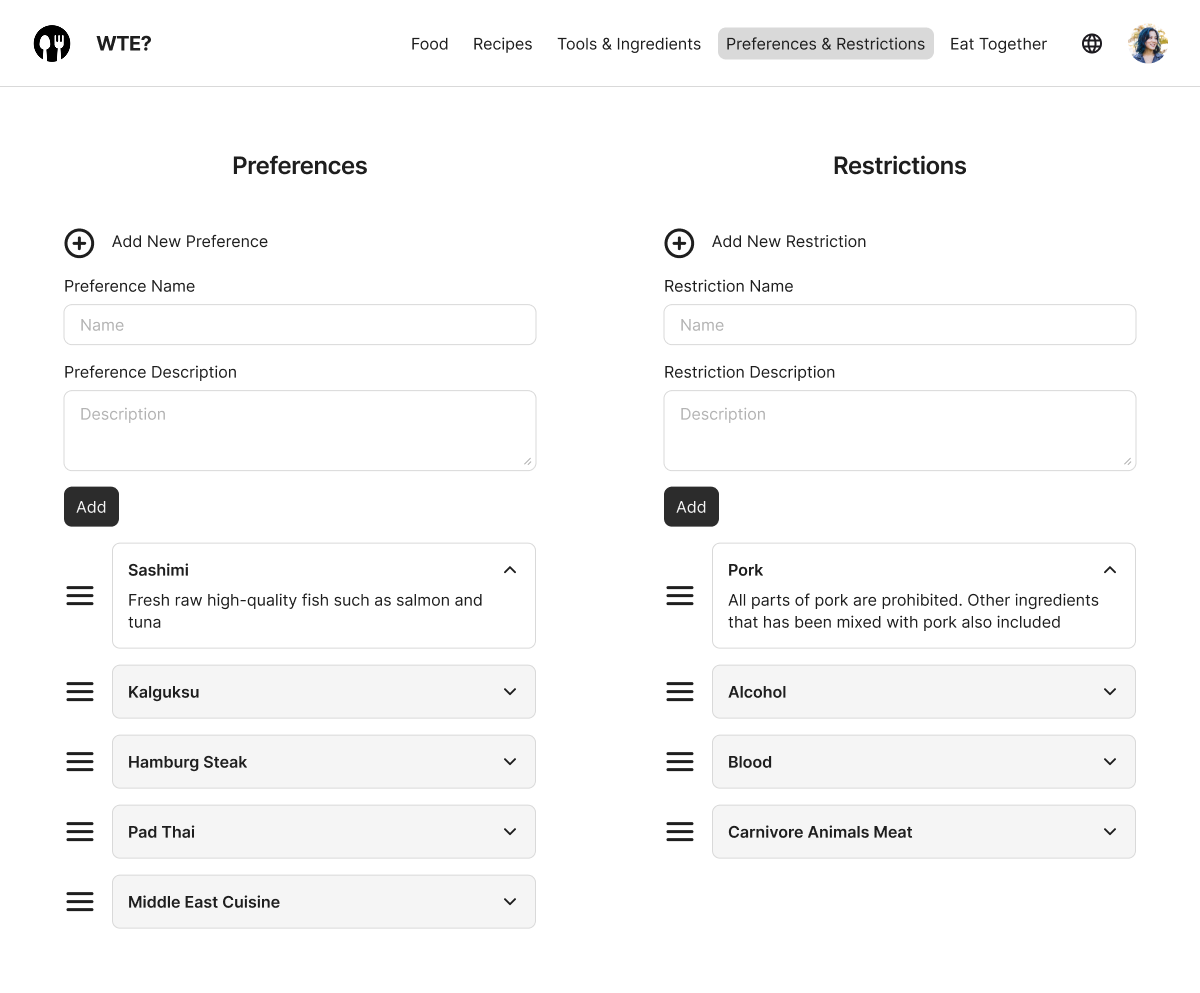 WTE?
Food
Recipes
Tools & Ingredients
Preferences & Restrictions
Eat Together
Preferences
Add New Preference
Preference Name
Name
Preference Description
Description
Add
Sashimi
Fresh raw high-quality fish such as salmon and
tuna
Kalguksu
Hamburg Steak
Pad Thai
Middle East Cuisine
Restrictions
Add New Restriction
Restriction Name
Name
Restriction Description
Description
Add
Pork
All parts of pork are prohibited. Other ingredients
that has been mixed with pork also included
Alcohol
Blood
Carnivore Animals Meat